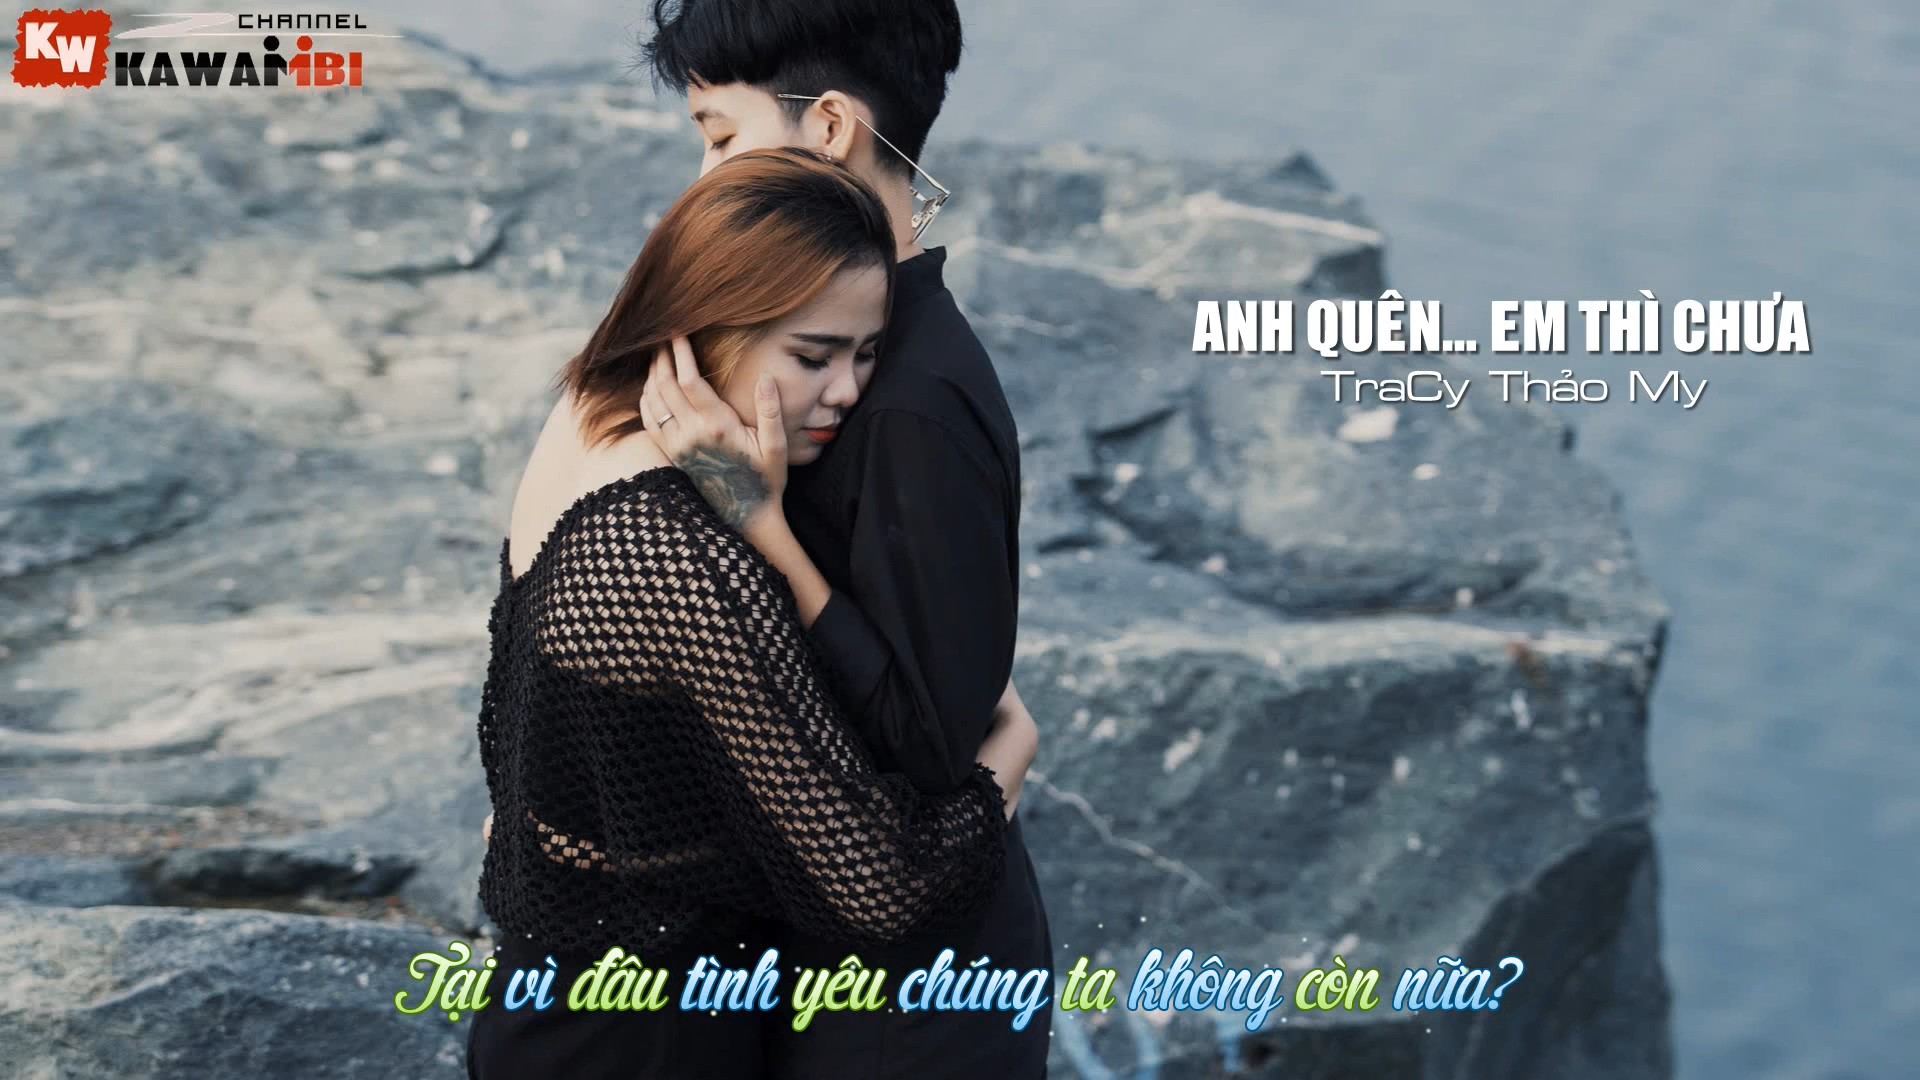 KW
CHANNEL
KAWAIIBI
ANH QUÊN... EM THÌ CHƯA
TraCy Thảo My
Tại vì đâu tình yêu chúng ta không còn nữa?